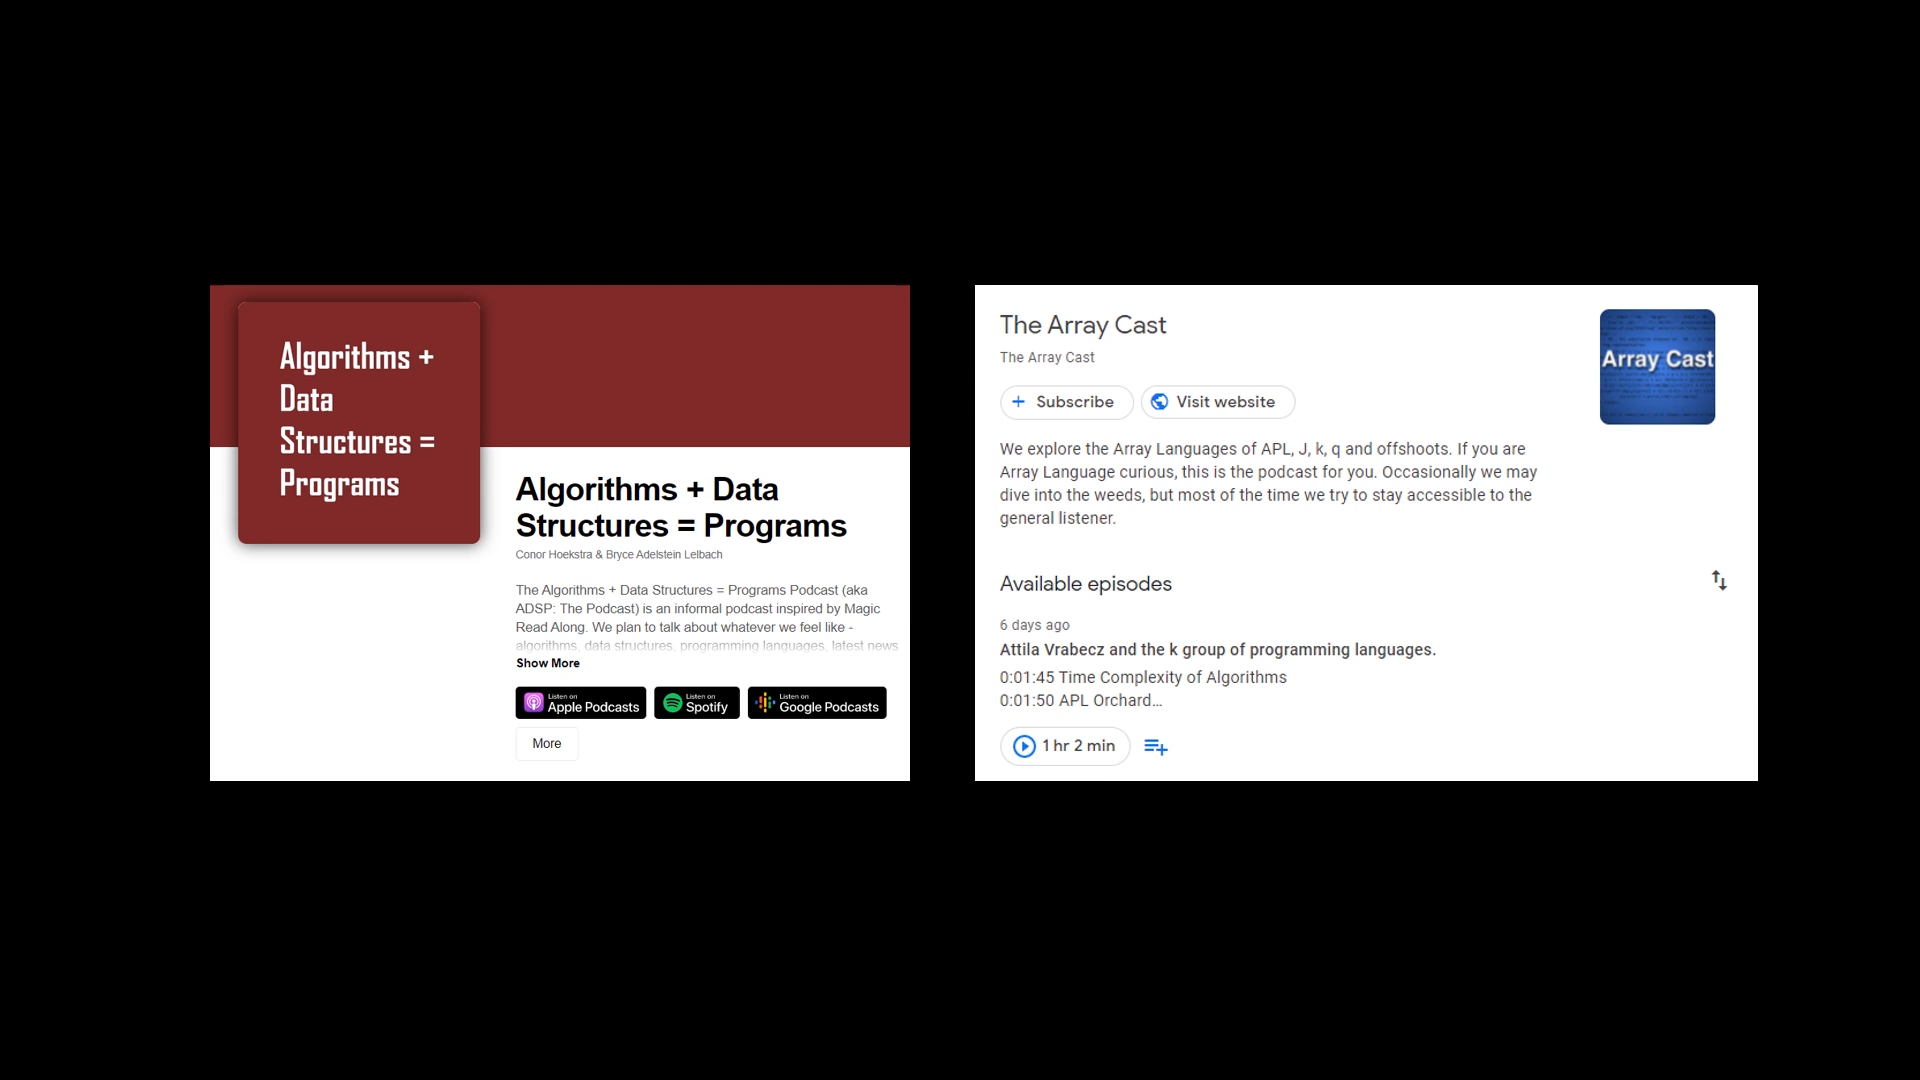 Algorithms +
Data
Structures =
Programs
Algorithms + Data
Structures = Programs
Conor Hoekstra & Bryce Adelstein Lelbach
The Algorithms + Data Structures = Programs Podcast (aka
ADSP: The Podcast) is an informal podcast inspired by Magic
Read Along. We plan to talk about whatever we feel like -
algorithms, data structures, programming languages, latest news
Show More
Listen on
Apple Podcasts
Listen on
Spotify
Listen on
Google Podcasts
More
The Array Cast
The Array Cast
Subscribe
Visit website
Array Cast
We explore the Array Languages of APL, J, k, q and offshoots. If you are
Array Language curious, this is the podcast for you. Occasionally we may
dive into the weeds, but most of the time we try to stay accessible to the
general listener.
Available episodes
6 days ago
Attila Vrabecz and the k group of programming languages.
0:01:45 Time Complexity of Algorithms
0:01:50 APL Orchard...
1 hr 2 min